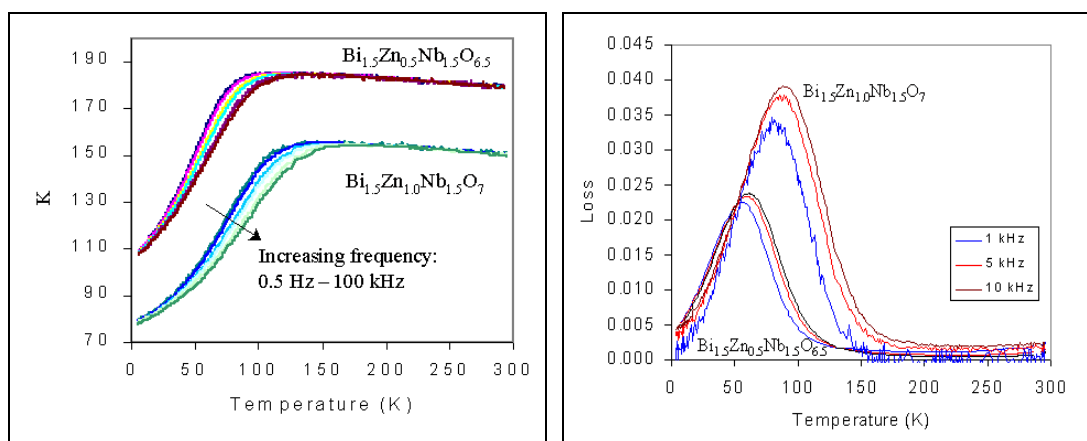 190
170
150
130
110
90
70
K
Bi1.5Zn0.5Nb1.5O6.5
Bi1.5Zn1.0Nb1.5O7
Increasing frequency:
0.5 Hz – 100 kHz
0 50 100 150 200 250 300
Temperature (K)
0.045
0.040
0.035
0.030
0.025
0.020
0.015
0.010
0.005
0.000
Loss
Bi1.5Zn1.0Nb1.5O7
1 kHz
5 kHz
10 kHz
Bi1.5Zn0.5Nb1.5O6.5
0 50 100 150 200 250 300
Temperature (K)